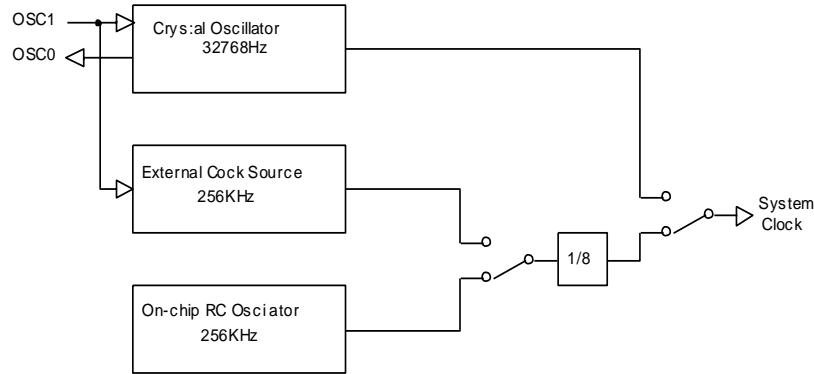 OSC1
OSC0
Crys:al Oscillator
32768Hz
External Cock Source
256KHz
On-chip RC Osciator
256KHz
1/8
System
Clock